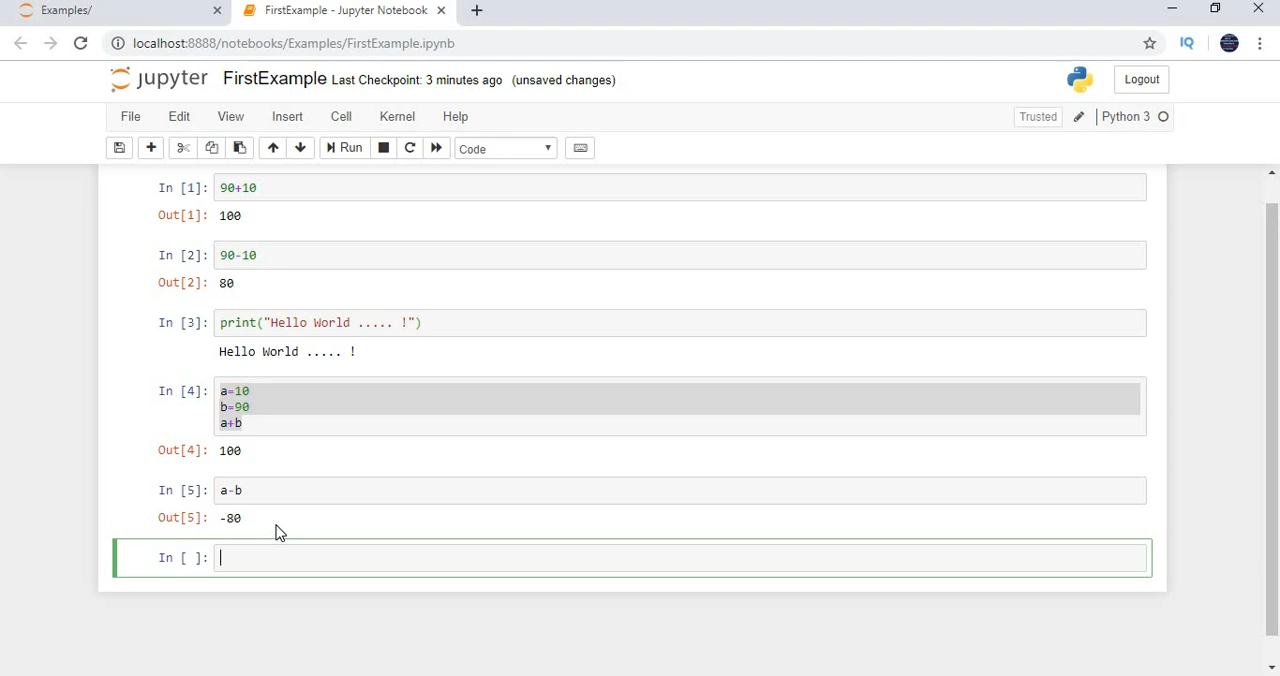 Examples/
FirstExample - Jupyter Notebook
localhost:8888/notebooks/Examples/FirstExample.ipynb
IQ
jupyter FirstExample Last Checkpoint: 3 minutes ago (unsaved changes)
Logout
File Edit View Insert Cell Kernel Help
Trusted
Python 3
Run
Code
In [1]: 90+10
Out[1]: 100
In [2]: 90-10
Out[2]: 80
In [3]: print("Hello World ..... !")
Hello World ..... !
In [4]: a=10
b=90
a+b
Out[4]: 100
In [5]: a-b
Out[5]: -80
In [ ]: